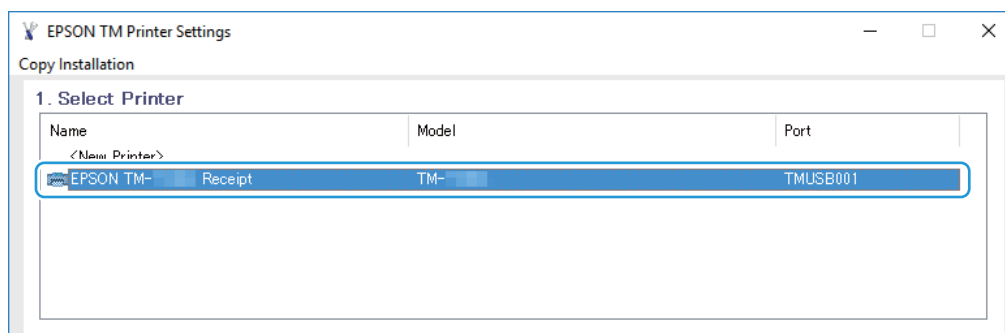 EPSON TM Printer Settings
Copy Installation
1. Select Printer
Name Model Port
<New Printer>
EPSON TM- Receipt TM- TMUSB001